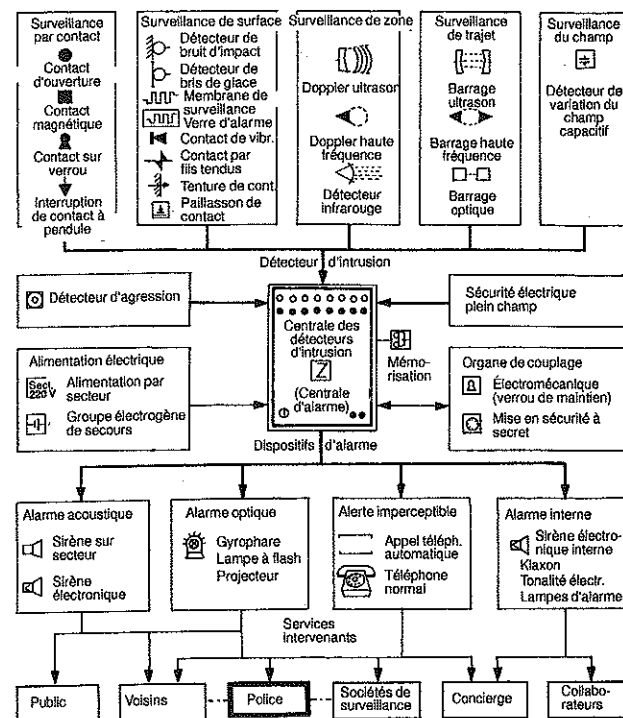 Surveillance
par contact
Contact
d'ouverture
Contact
magnétique
Contact sur
verrou
Interruption
de contact à
pendule
Surveillance de surface
Détecteur de
bruit d'impact
Détecteur de
bris de glace
Membrane de
surveillance
Verre d'alarme
Contact de vibr.
Contact par
fils tendus
Tenture de cont.
Paillasson de
contact
Surveillance de zone
Doppler ultrason
Doppler haute
fréquence
Détecteur
infrarouge
Surveillance
de trajet
Barrage
ultrason
Barrage haute
fréquence
Barrage
optique
Surveillance
du champ
Détecteur de
variation du
champ
capacitif
Détecteur d'intrusion
Détecteur d'agression
Centrale des
détecteurs
d'intrusion
Z
(Centrale
d'alarme)
Mémo-
risation
Sécurité électrique
plein champ
Alimentation électrique
Sect.
220 V
Alimentation par
secteur
Groupe électrogène
de secours
Organe de couplage
Électromécanique
(verrou de maintien)
Mise en sécurité à
secret
Dispositifs d'alarme
Alarme acoustique
Sirène sur
secteur
Sirène
électronique
Alarme optique
Gyrophare
Lampe à flash
Projecteur
Alerte imperceptible
Appel téléph.
automatique
Téléphone
normal
Alarme interne
Sirène électro-
nique interne
Klaxon
Tonalité électr.
Lampes d'alarme
Services
intervenants
Public
Voisins
Police
Sociétés de
surveillance
Concierge
Collabo-
rateurs